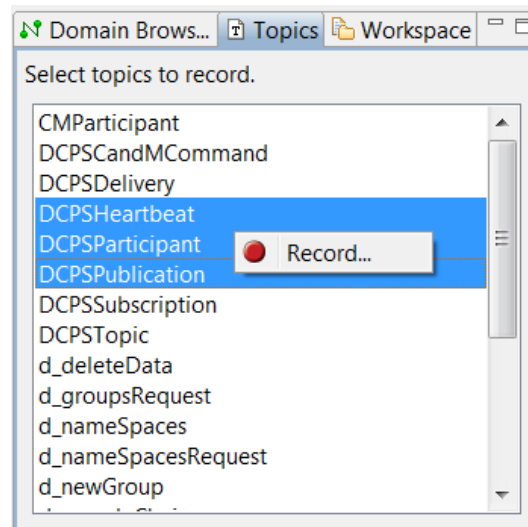 Domain Brows... Topics Workspace
Select topics to record.
CMParticipant
DCPSCandMCommand
DCPSDelivery
DCPSHeartbeat
DCPSParticipant
Record...
DCPSPublication
DCPSSubscription
DCPSTopic
d_deleteData
d_groupsRequest
d_nameSpaces
d_nameSpacesRequest
d_newGroup